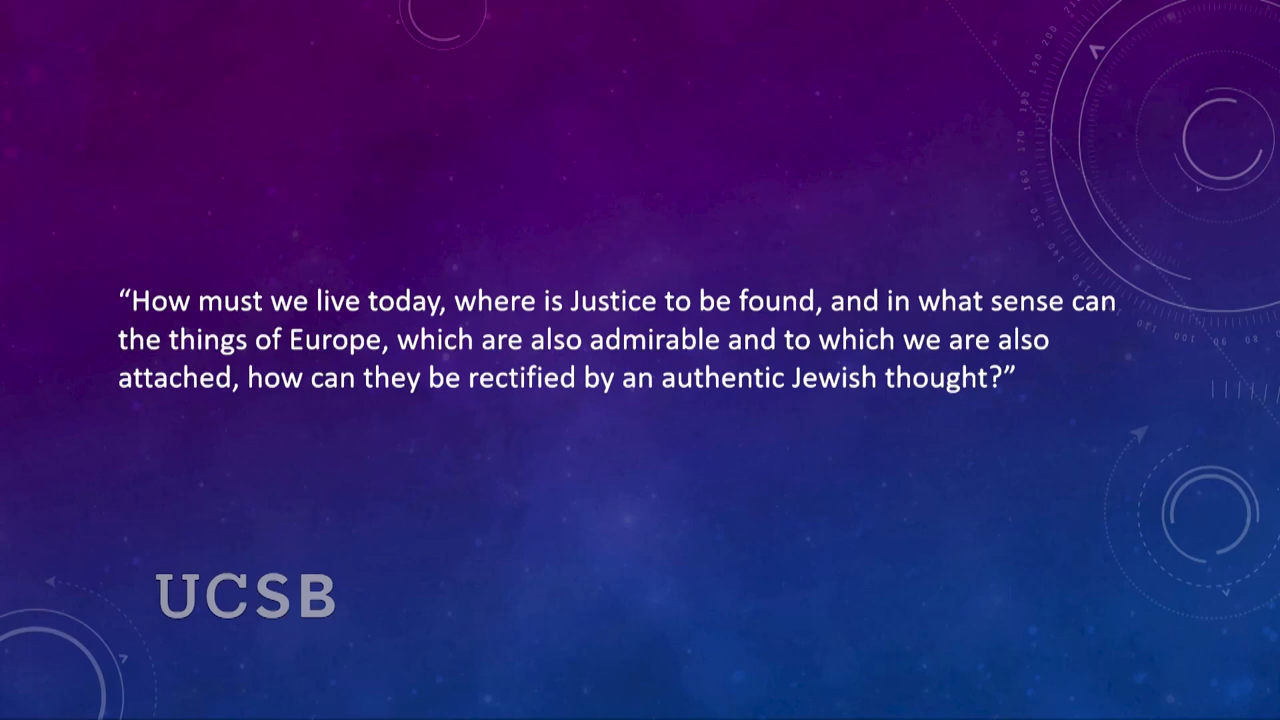 “How must we live today, where is Justice to be found, and in what sense can
the things of Europe, which are also admirable and to which we are also
attached, how can they be rectified by an authentic Jewish thought?”
UCSB